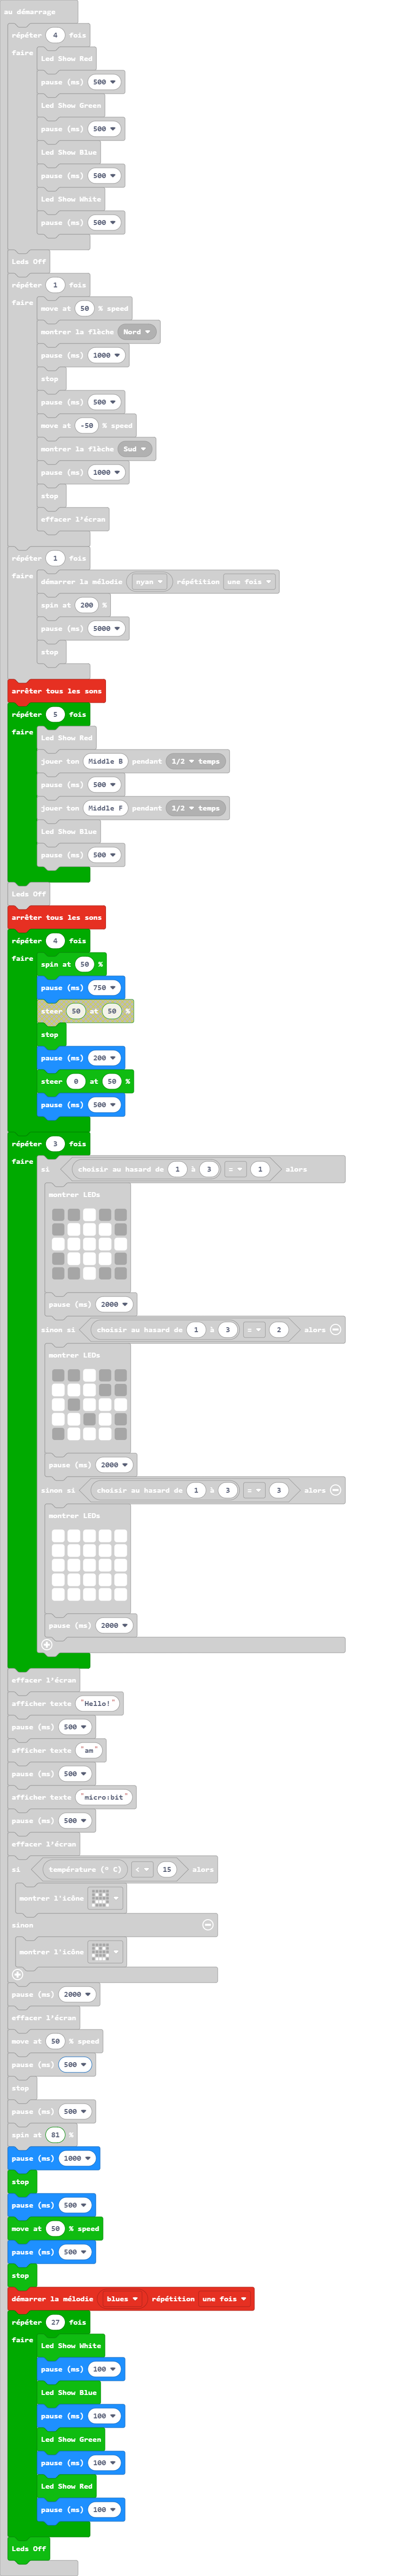 au démarrage
répéter 4 fois
faire
Led Show Red
pause (ms) 500
Led Show Green
pause (ms) 500
Led Show Blue
pause (ms) 500
Led Show White
pause (ms) 500
Leds Off
répéter 1 fois
faire
move at 50 % speed
montrer la flèche Nord
pause (ms) 1000
stop
pause (ms) 500
move at -50 % speed
montrer la flèche Sud
pause (ms) 1000
stop
effacer l'écran
répéter 1 fois
faire
démarrer la mélodie nyan répétition une fois
spin at 200 %
pause (ms) 5000
stop
arrêter tous les sons
répéter 5 fois
faire
Led Show Red
jouer ton Middle B pendant 1/2 temps
pause (ms) 500
jouer ton Middle F pendant 1/2 temps
Led Show Blue
pause (ms) 500
Leds Off
arrêter tous les sons
répéter 4 fois
faire
spin at 50 %
pause (ms) 750
steer 50 at 50 %
stop
pause (ms) 200
steer 0 at 50 %
pause (ms) 500
répéter 3 fois
faire
si choisir au hasard de 1 à 3 = 1 alors
montrer LEDs
pause (ms) 2000
sinon si choisir au hasard de 1 à 3 = 2 alors
montrer LEDs
pause (ms) 2000
sinon si choisir au hasard de 1 à 3 = 3 alors
montrer LEDs
pause (ms) 2000
effacer l'écran
afficher texte "Hello!"
pause (ms) 500
afficher texte "am"
pause (ms) 500
afficher texte "micro:bit"
pause (ms) 500
effacer l'écran
si température (° C) < 15 alors
montrer l'icône
sinon
montrer l'icône
pause (ms) 2000
effacer l'écran
move at 50 % speed
pause (ms) 500
stop
pause (ms) 500
spin at 81 %
pause (ms) 1000
stop
pause (ms) 500
move at 50 % speed
pause (ms) 500
stop
démarrer la mélodie blues répétition une fois
répéter 27 fois
faire
Led Show White
pause (ms) 100
Led Show Blue
pause (ms) 100
Led Show Green
pause (ms) 100
Led Show Red
pause (ms) 100
Leds Off